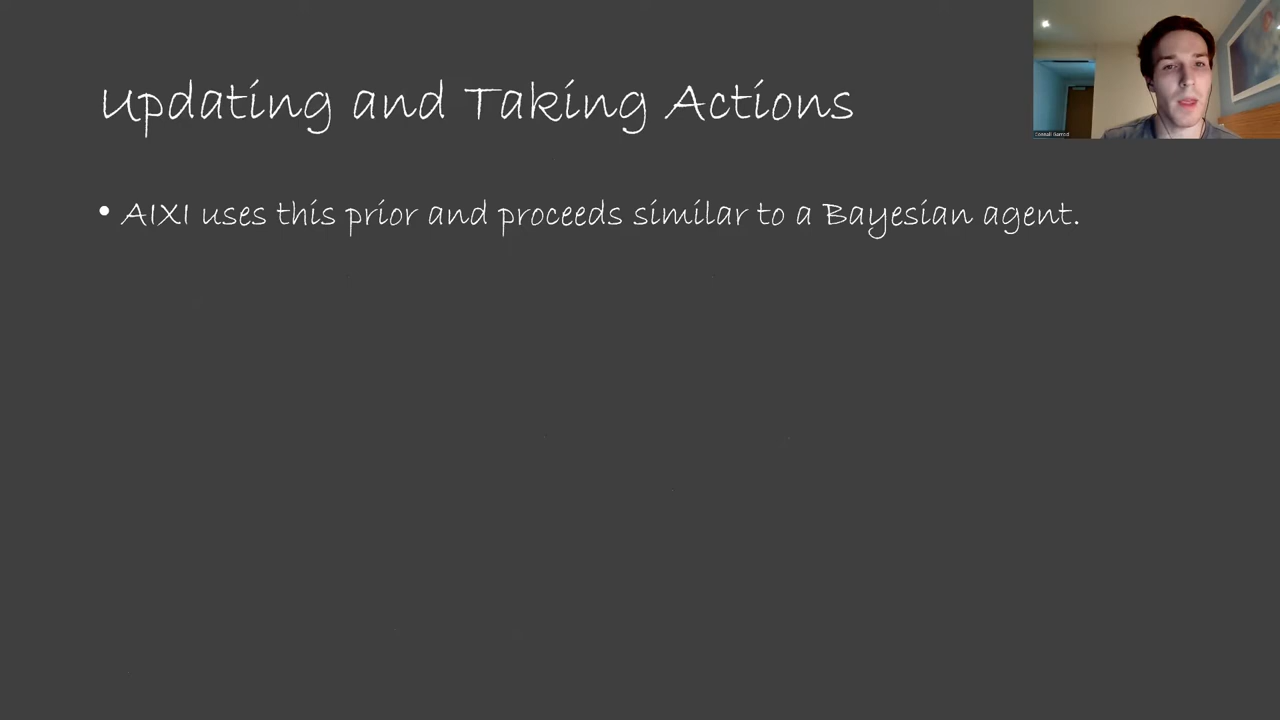 Updating and Taking Actions
• AIXI uses this prior and proceeds similar to a Bayesian agent.